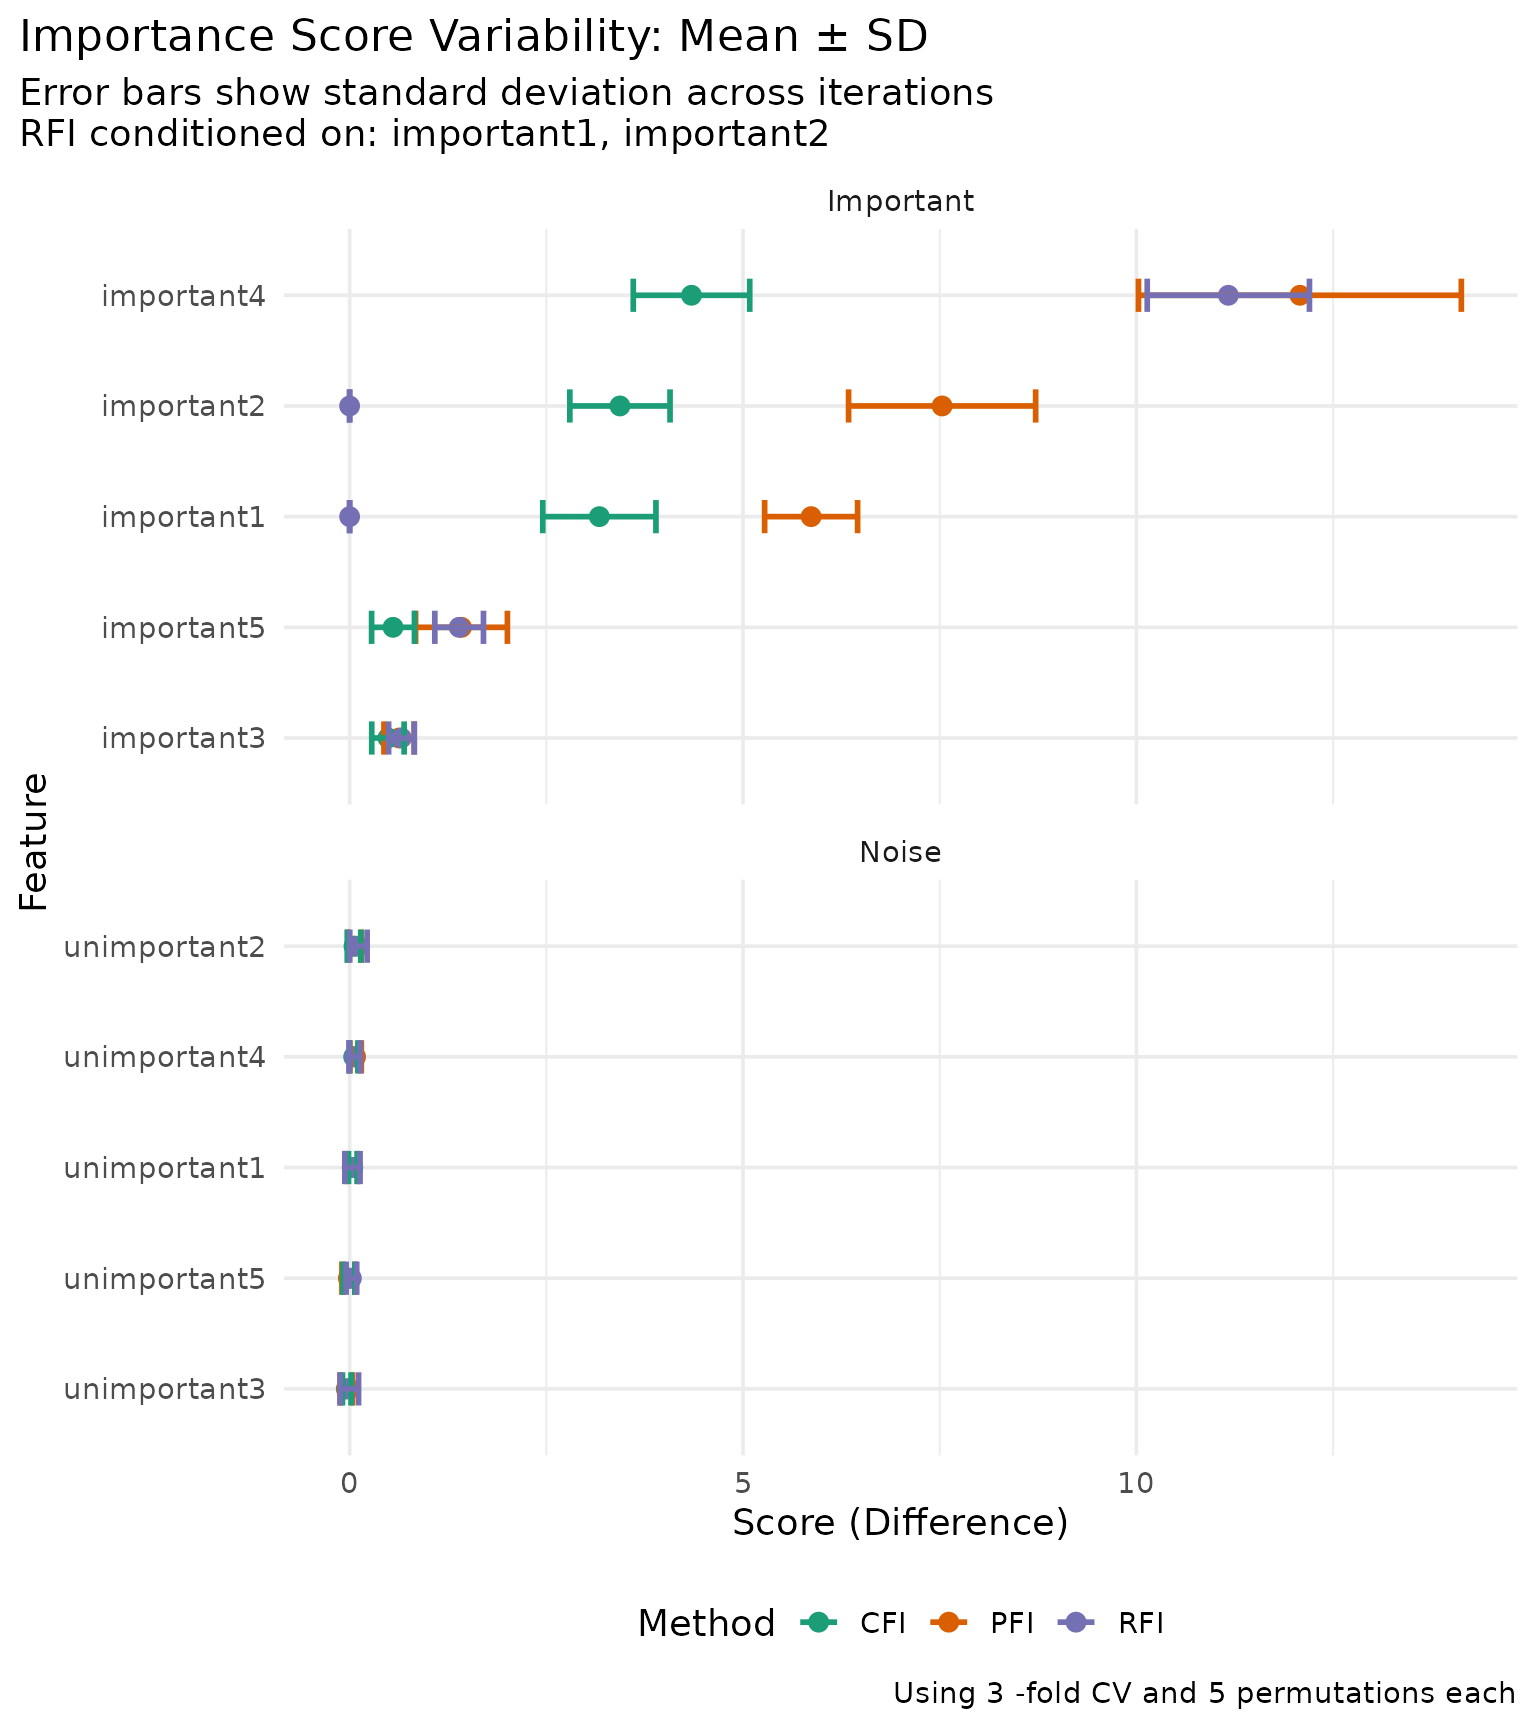 Importance Score Variability: Mean ± SD
Error bars show standard deviation across iterations
RFI conditioned on: important1, important2
Important
important4
important2
important1
important5
important3
Feature
Noise
unimportant2
unimportant4
unimportant1
unimportant5
unimportant3
0 5 10
Score (Difference)
Method CFI PFI RFI
Using 3 -fold CV and 5 permutations each